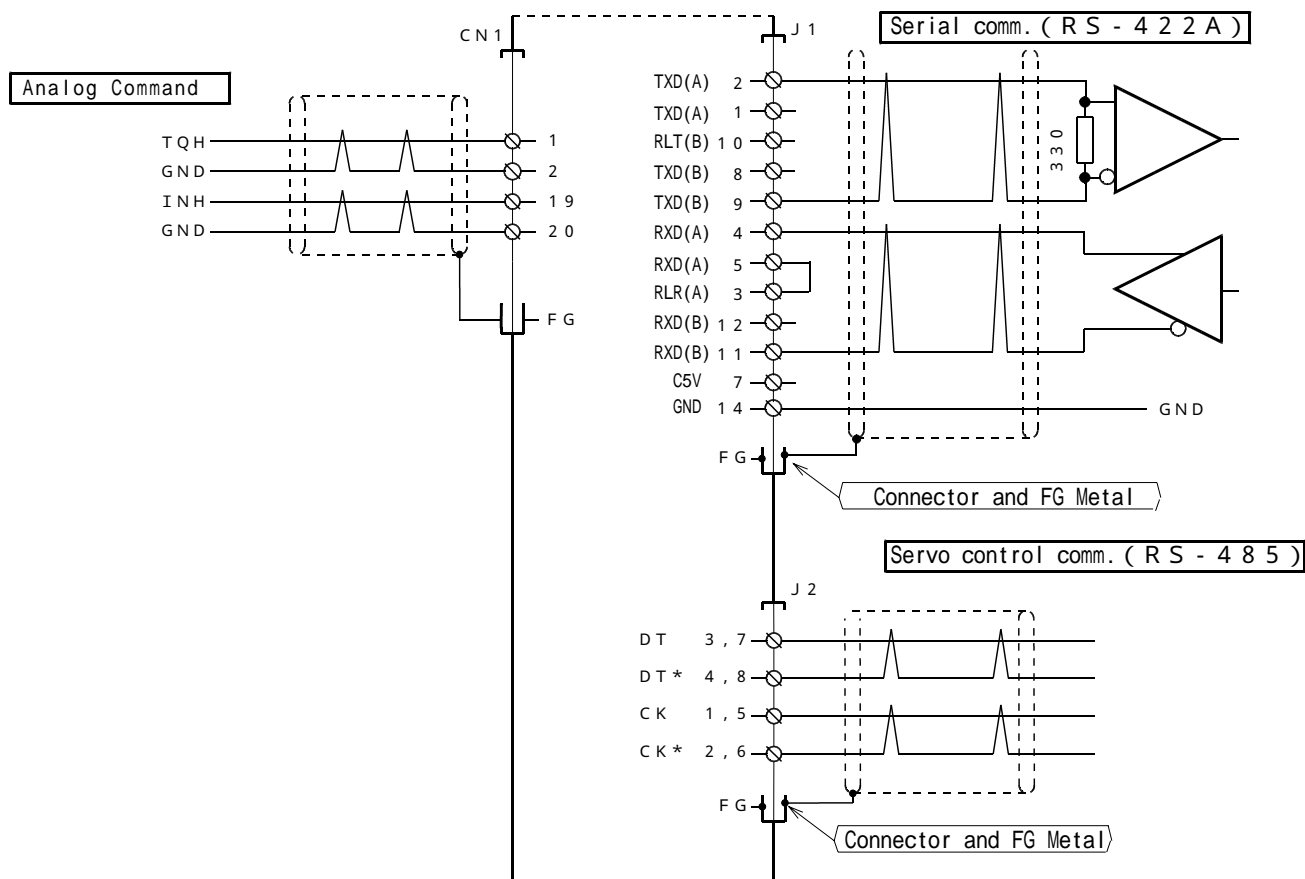 CN1
J1
Serial comm. (RS-422A)
Analog Command
TQH 1
GND 2
INH 19
GND 20
FG
TXD(A) 2
TXD(A) 1
RLT(B) 10
TXD(B) 8
TXD(B) 9
RXD(A) 4
RXD(A) 5
RLR(A) 3
RXD(B) 12
RXD(B) 11
C5V 7
GND 14
330
GND
FG
Connector and FG Metal
Servo control comm. (RS-485)
J2
DT 3,7
DT* 4,8
CK 1,5
CK* 2,6
FG
Connector and FG Metal